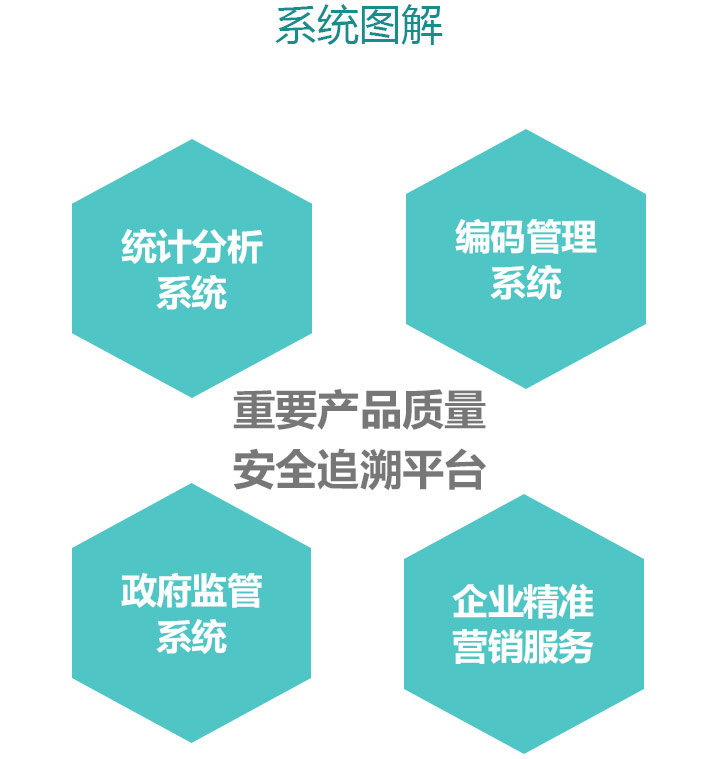 系统图解
统计分析
系统
编码管理
系统
重要产品质量
安全追溯平台
政府监管
系统
企业精准
营销服务